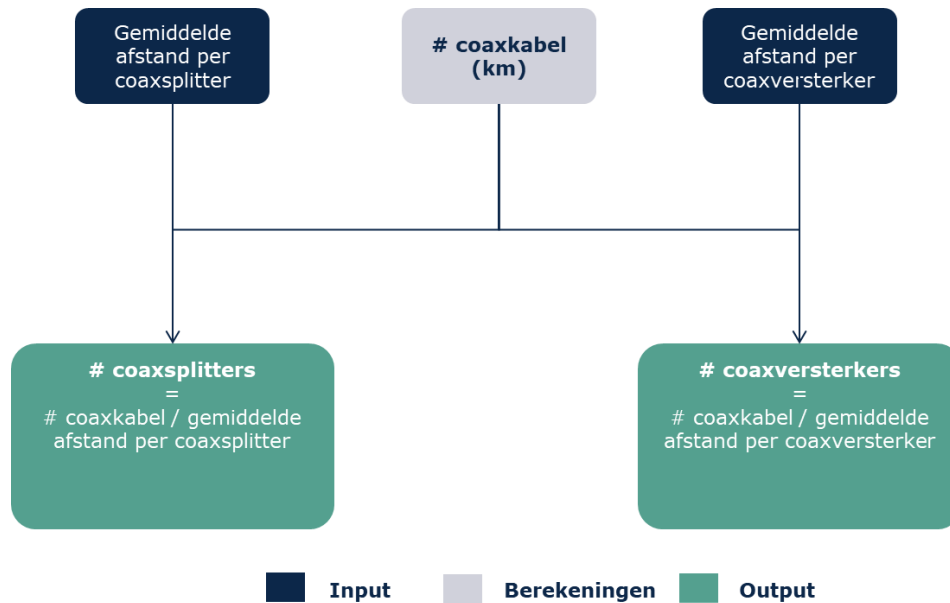 Gemiddelde
afstand per
coaxsplitter
# coaxkabel
(km)
Gemiddelde
afstand per
coaxversterker
# coaxsplitters
=
# coaxkabel / gemiddelde
afstand per coaxsplitter
# coaxversterkers
=
# coaxkabel / gemiddelde
afstand per coaxversterker
Input
Berekeningen
Output